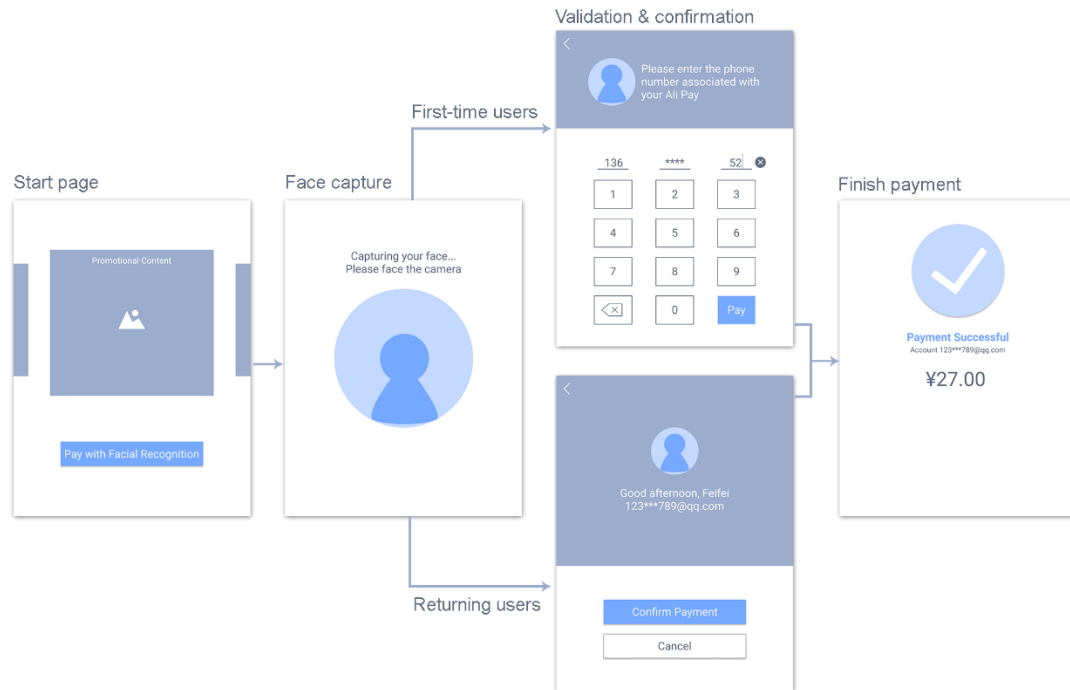 Validation & confirmation
Please enter the phone
number associated with
your Ali Pay
First-time users
136 **** 52
1 2 3
4 5 6
7 8 9
0 Pay
Start page
Promotional Content
Pay with Facial Recognition
Face capture
Capturing your face...
Please face the camera
Returning users
Good afternoon, Feifei
123***789@qq.com
Confirm Payment
Cancel
Finish payment
Payment Successful
Account 123***789@qq.com
¥27.00